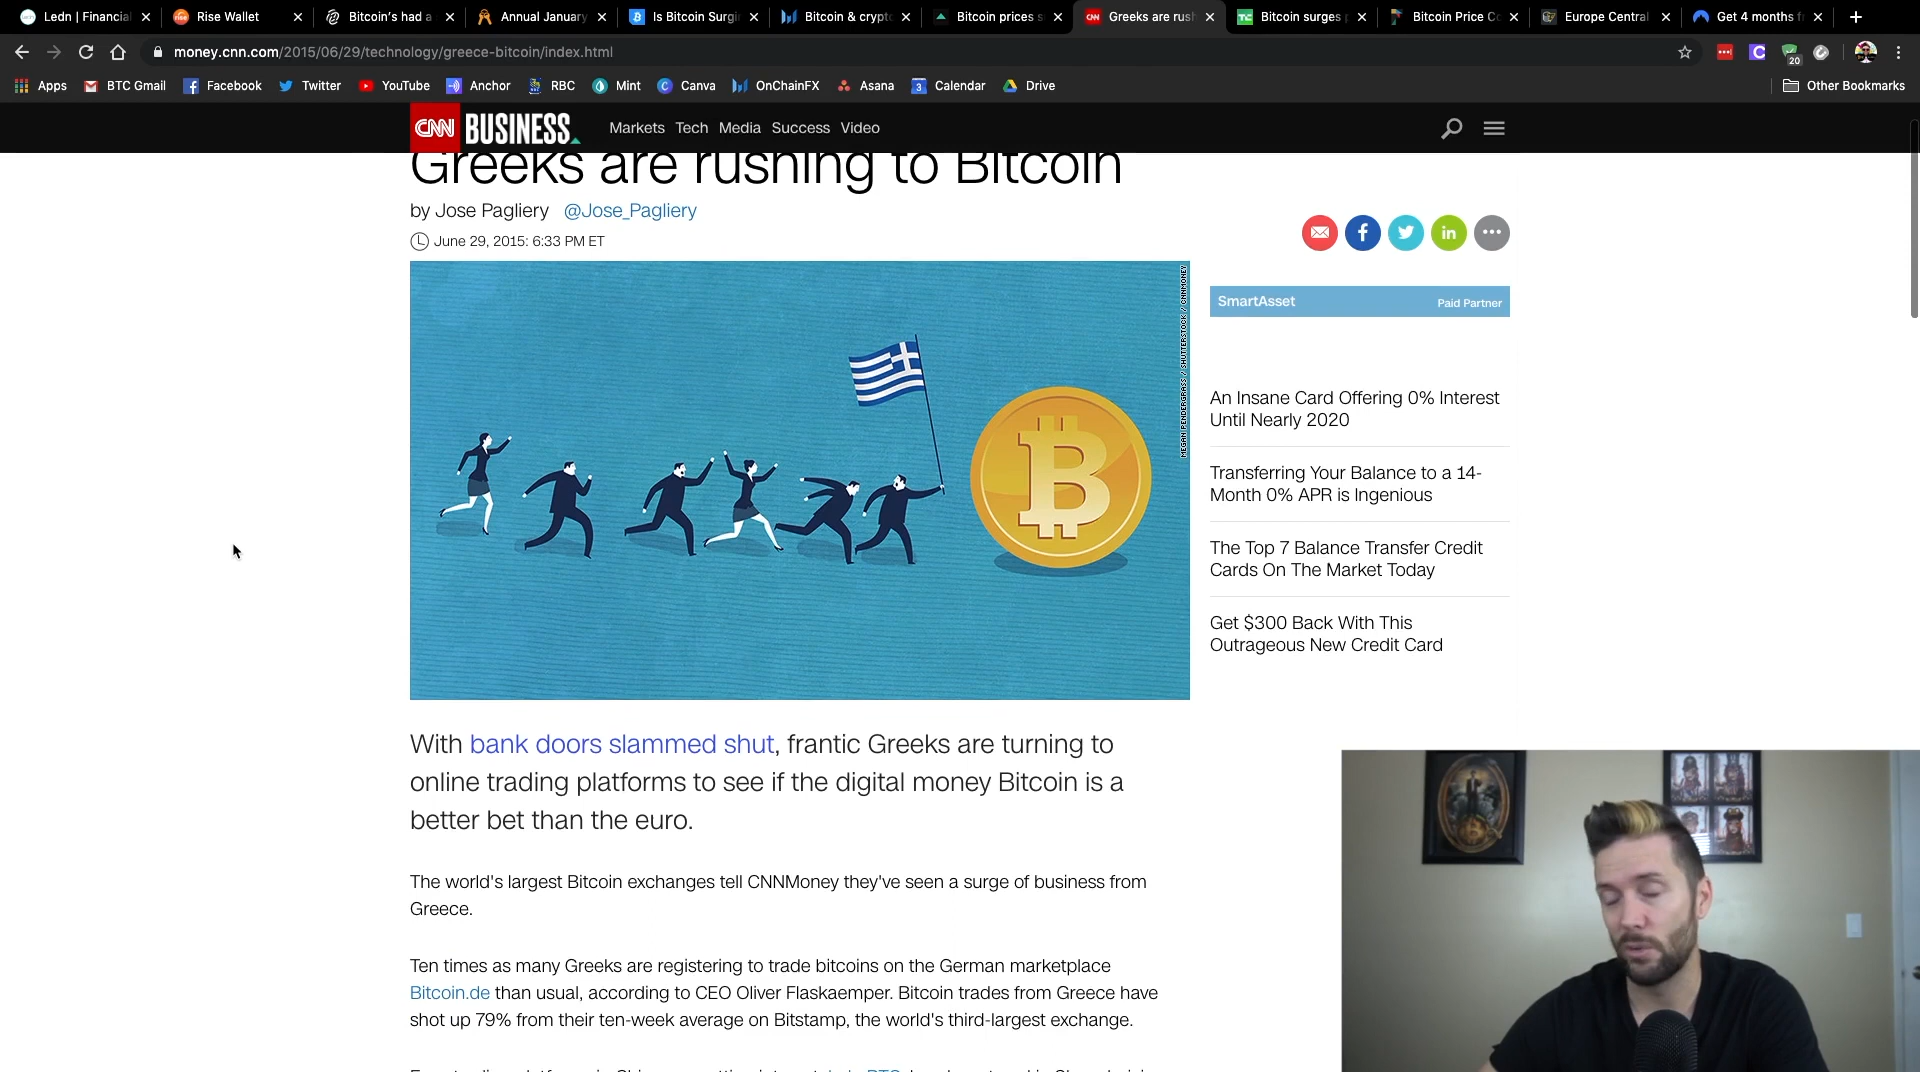 Ledn | Financial
Rise Wallet
Bitcoin's had a
Annual January
Is Bitcoin Surgi
Bitcoin & crypt
Bitcoin prices s
CNN
Greeks are rush
TC
Bitcoin surges p
Bitcoin Price C
Europe Central
Get 4 months f
money.cnn.com/2015/06/29/technology/greece-bitcoin/index.html
20
Apps
BTC Gmail
Facebook
Twitter
YouTube
Anchor
RBC
Mint
Canva
OnChainFX
Asana
3
Calendar
Drive
Other Bookmarks
CNN BUSINESS
Markets Tech Media Success Video
Greeks are rushing to Bitcoin
by Jose Pagliery @Jose_Pagliery
June 29, 2015: 6:33 PM ET
MEGAN PENDERGRASS / SHUTTERSTOCK / CNNMONEY
SmartAsset
Paid Partner
An Insane Card Offering 0% Interest
Until Nearly 2020
Transferring Your Balance to a 14-
Month 0% APR is Ingenious
The Top 7 Balance Transfer Credit
Cards On The Market Today
Get $300 Back With This
Outrageous New Credit Card
With bank doors slammed shut, frantic Greeks are turning to
online trading platforms to see if the digital money Bitcoin is a
better bet than the euro.
The world's largest Bitcoin exchanges tell CNNMoney they've seen a surge of business from
Greece.
Ten times as many Greeks are registering to trade bitcoins on the German marketplace
Bitcoin.de than usual, according to CEO Oliver Flaskaemper. Bitcoin trades from Greece have
shot up 79% from their ten-week average on Bitstamp, the world's third-largest exchange.